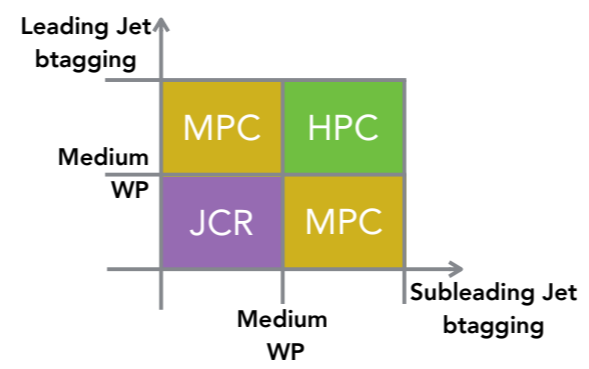 Leading Jet
btagging
MPC
HPC
Medium
WP
JCR
MPC
Subleading Jet
btagging
Medium
WP